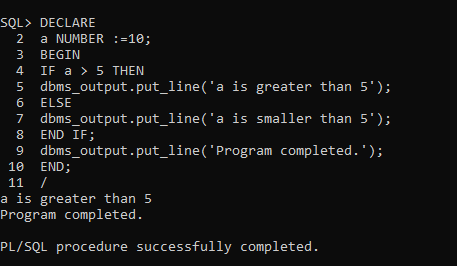 SQL> DECLARE
2 a NUMBER :=10;
3 BEGIN
4 IF a > 5 THEN
5 dbms_output.put_line('a is greater than 5');
6 ELSE
7 dbms_output.put_line('a is smaller than 5');
8 END IF;
9 dbms_output.put_line('Program completed.');
10 END;
11 /
a is greater than 5
Program completed.
PL/SQL procedure successfully completed.